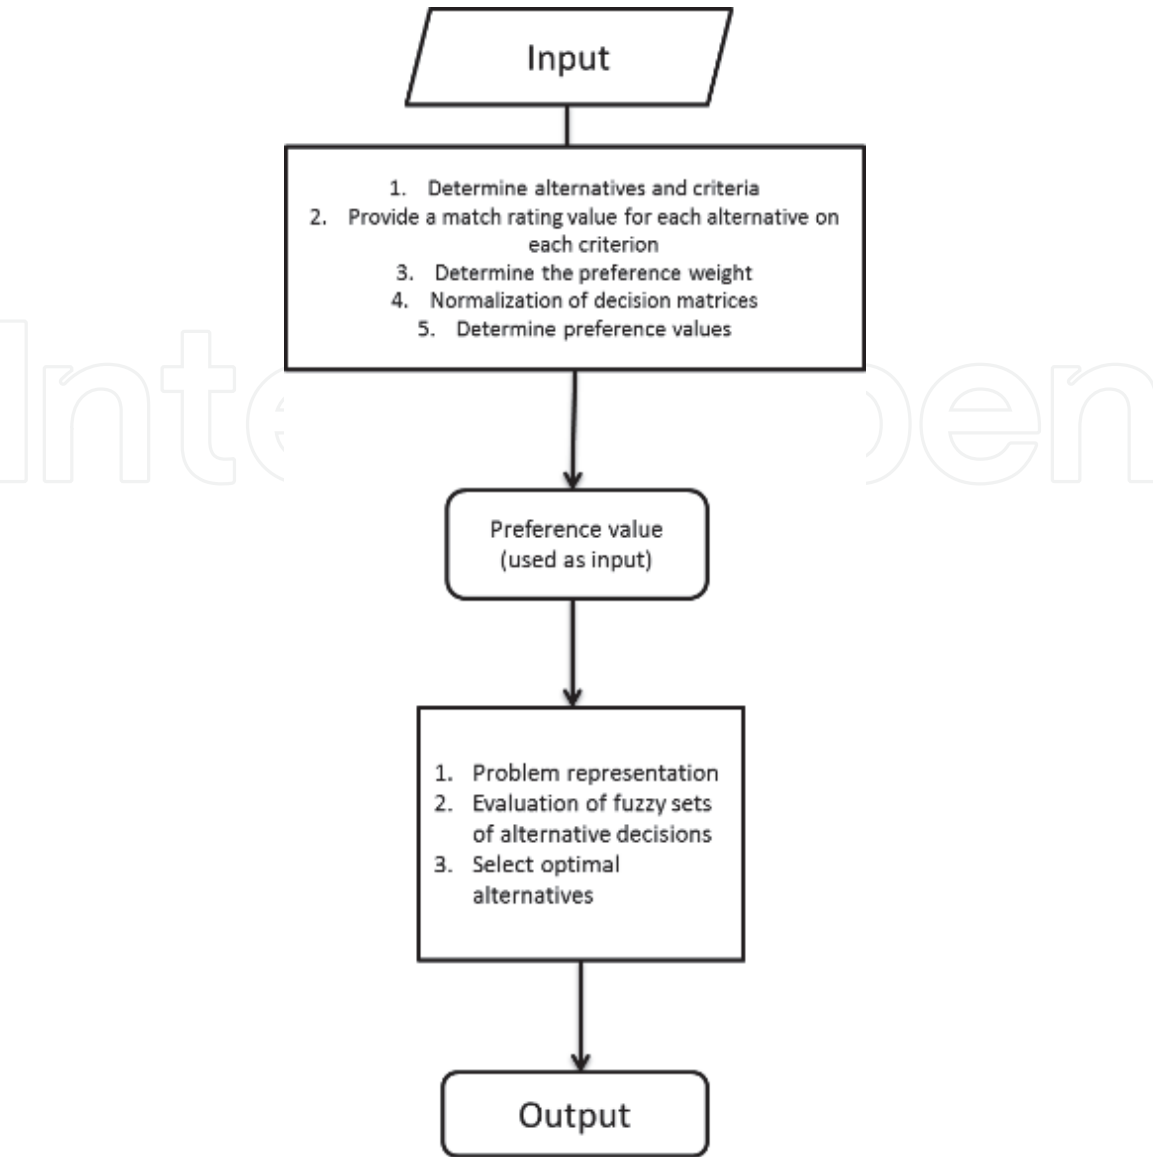 Input
1. Determine alternatives and criteria
2. Provide a match rating value for each alternative on
each criterion
3. Determine the preference weight
4. Normalization of decision matrices
5. Determine preference values
Inte pen
Preference value
(used as input)
1. Problem representation
2. Evaluation of fuzzy sets
of alternative decisions
3. Select optimal
alternatives
Output